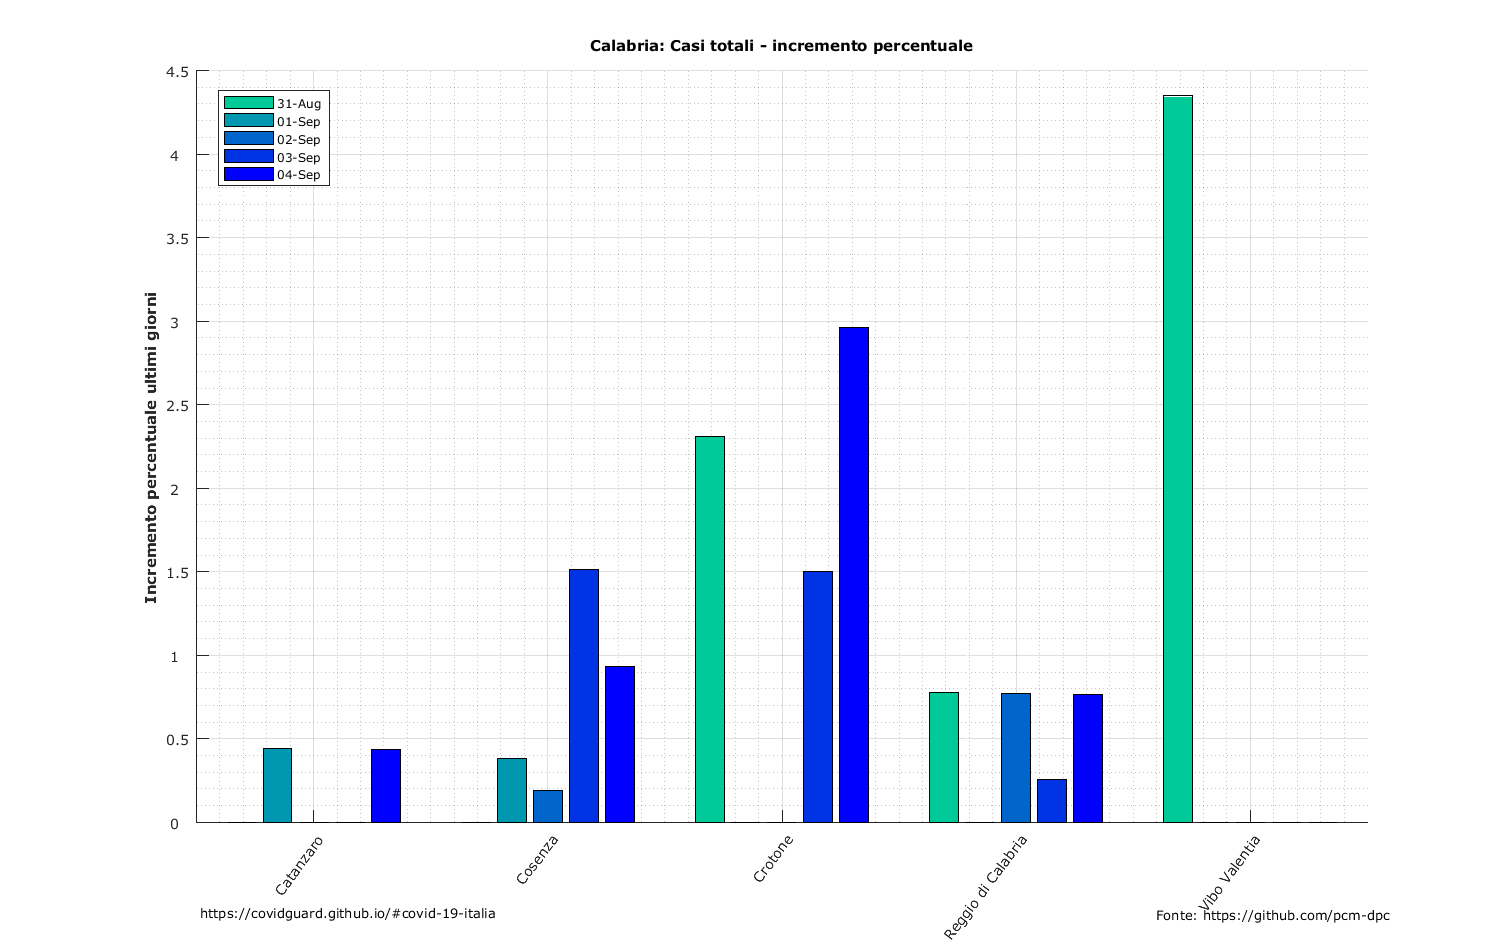 Calabria: Casi totali - incremento percentuale
4.5
4
3.5
3
2.5
2
1.5
1
0.5
0
31-Aug
01-Sep
02-Sep
03-Sep
04-Sep
Incremento percentuale ultimi giorni
Catanzaro
Cosenza
Crotone
Reggio di Calabria
Vibo Valentia
https://covidguard.github.io/#covid-19-italia
Fonte: https://github.com/pcm-dpc